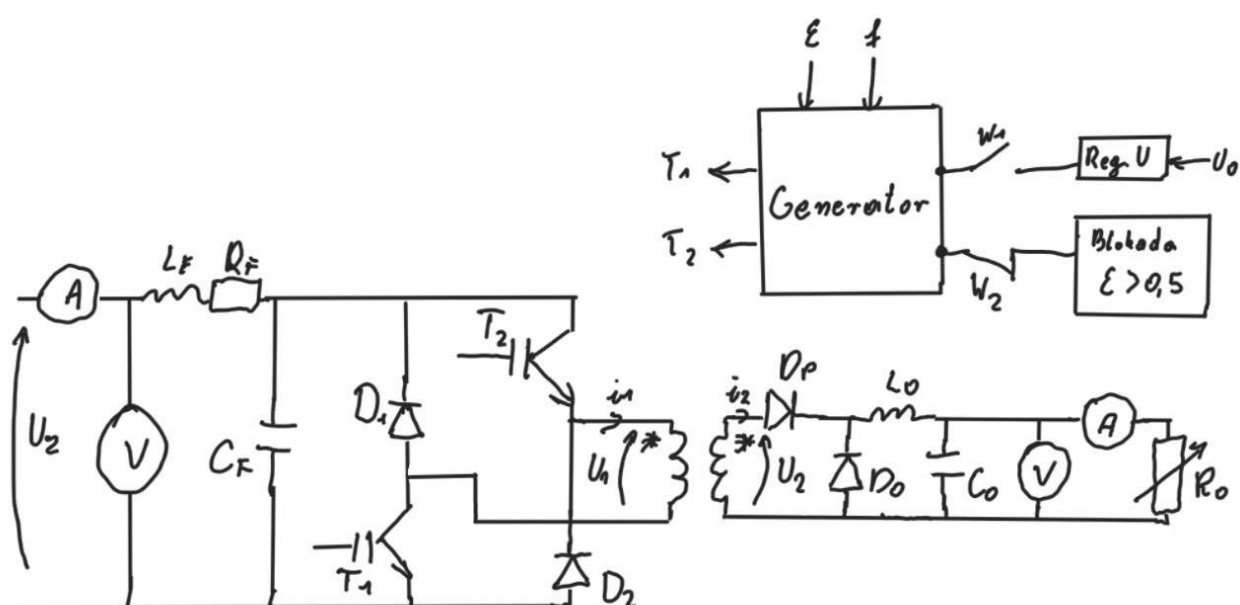 ε f
T1
T2
Generator
W1
Reg. U
U0
W2
Blokada
ε > 0,5
A
LF
RF
V
Uz
CF
D1
T1
T2
D2
i1
U1
*
i2
*
U2
DP
D0
L0
C0
V
A
R0